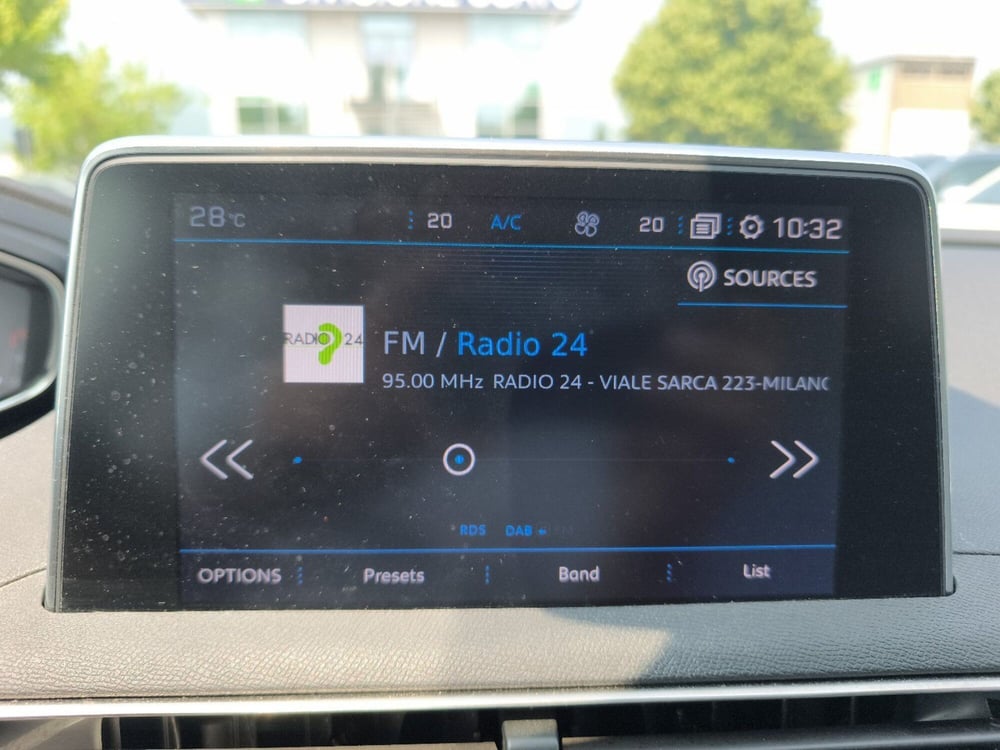 28°C 20 A/C 20 10:32
SOURCES
RADIO 24
FM / Radio 24
95.00 MHz RADIO 24 - VIALE SARCA 223-MILANO
RDS DAB FM
OPTIONS Presets Band List